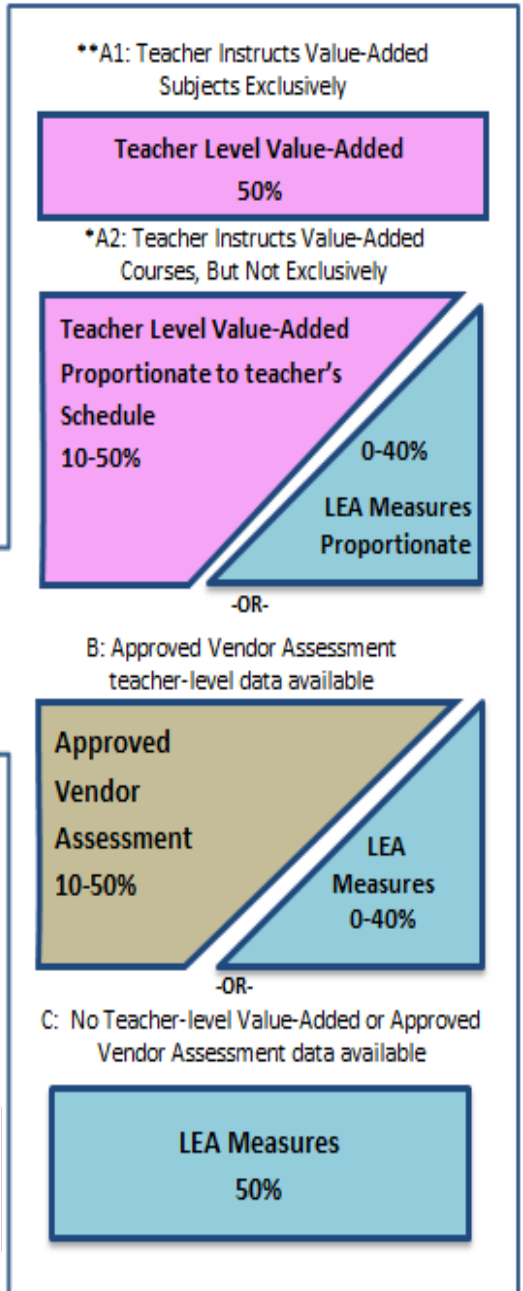 **A1: Teacher Instructs Value-Added
Subjects Exclusively
Teacher Level Value-Added
50%
*A2: Teacher Instructs Value-Added
Courses, But Not Exclusively
Teacher Level Value-Added
Proportionate to teacher’s
Schedule
10-50%
0-40%
LEA Measures
Proportionate
-OR-
B: Approved Vendor Assessment
teacher-level data available
Approved
Vendor
Assessment
10-50%
LEA
Measures
0-40%
-OR-
C: No Teacher-level Value-Added or Approved
Vendor Assessment data available
LEA Measures
50%